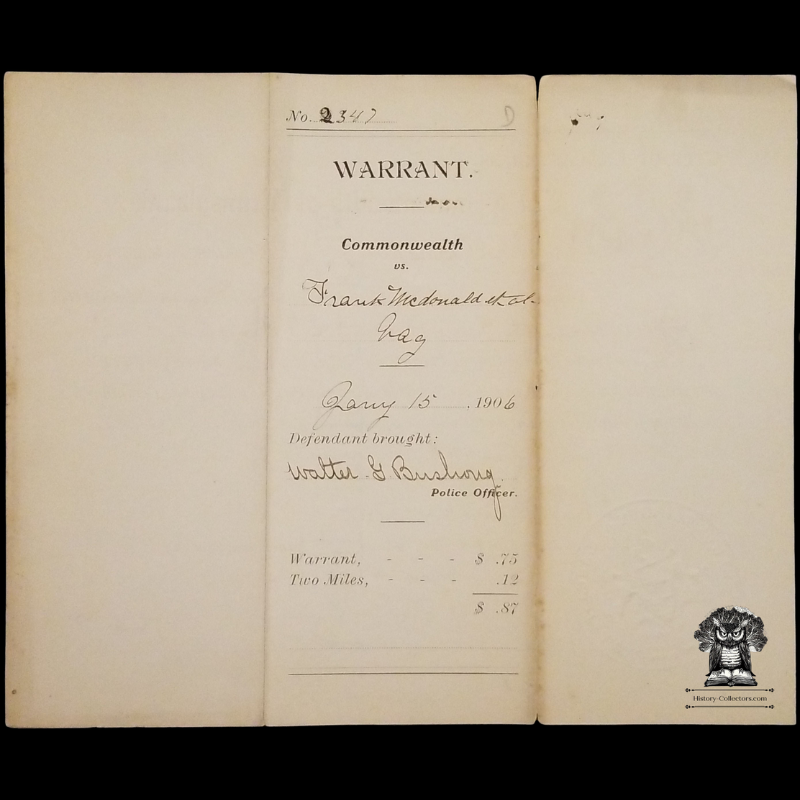 No. 2347 D
WARRANT.
Commonwealth
vs.
Frank Mcdonald et al.
Vag
Jany 15 . 1906
Defendant brought:
Walter G Bushong
Police Officer.
Warrant, - - - $ .75
Two Miles, - - - .12
$ .87
History-Collectors.com